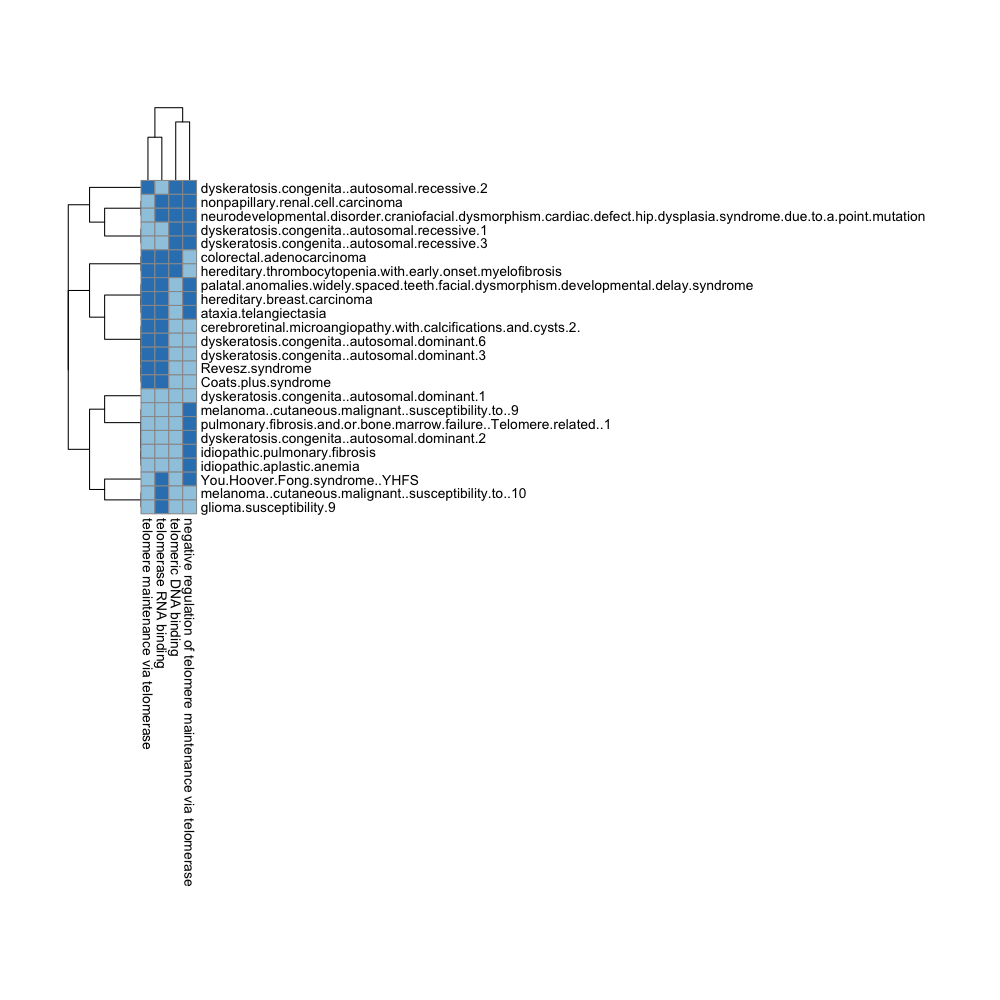 dyskeratosis.congenita..autosomal.recessive.2
nonpapillary.renal.cell.carcinoma
neurodevelopmental.disorder.craniofacial.dysmorphism.cardiac.defect.hip.dysplasia.syndrome.due.to.a.point.mutation
dyskeratosis.congenita..autosomal.recessive.1
dyskeratosis.congenita..autosomal.recessive.3
colorectal.adenocarcinoma
hereditary.thrombocytopenia.with.early.onset.myelofibrosis
palatal.anomalies.widely.spaced.teeth.facial.dysmorphism.developmental.delay.syndrome
hereditary.breast.carcinoma
ataxia.telangiectasia
cerebroretinal.microangiopathy.with.calcifications.and.cysts.2.
dyskeratosis.congenita..autosomal.dominant.6
dyskeratosis.congenita..autosomal.dominant.3
Revesz.syndrome
Coats.plus.syndrome
dyskeratosis.congenita..autosomal.dominant.1
melanoma..cutaneous.malignant..susceptibility.to..9
pulmonary.fibrosis.and.or.bone.marrow.failure..Telomere.related..1
dyskeratosis.congenita..autosomal.dominant.2
idiopathic.pulmonary.fibrosis
idiopathic.aplastic.anemia
You.Hoover.Fong.syndrome..YHFS
melanoma..cutaneous.malignant..susceptibility.to..10
glioma.susceptibility.9
telomere maintenance via telomerase
telomerase RNA binding
telomeric DNA binding
negative regulation of telomere maintenance via telomerase